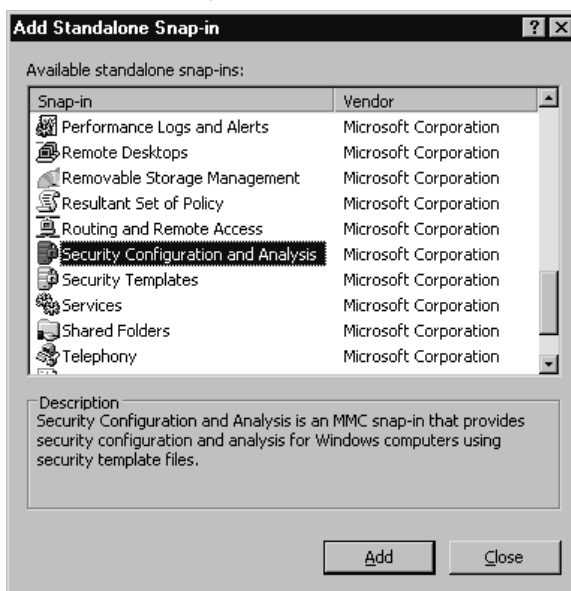 Add Standalone Snap-in
Available standalone snap-ins:
Snap-in Vendor
Performance Logs and Alerts Microsoft Corporation
Remote Desktops Microsoft Corporation
Removable Storage Management Microsoft Corporation
Resultant Set of Policy Microsoft Corporation
Routing and Remote Access Microsoft Corporation
Security Configuration and Analysis Microsoft Corporation
Security Templates Microsoft Corporation
Services Microsoft Corporation
Shared Folders Microsoft Corporation
Telephony Microsoft Corporation
Description
Security Configuration and Analysis is an MMC snap-in that provides
security configuration and analysis for Windows computers using
security template files.
Add Close